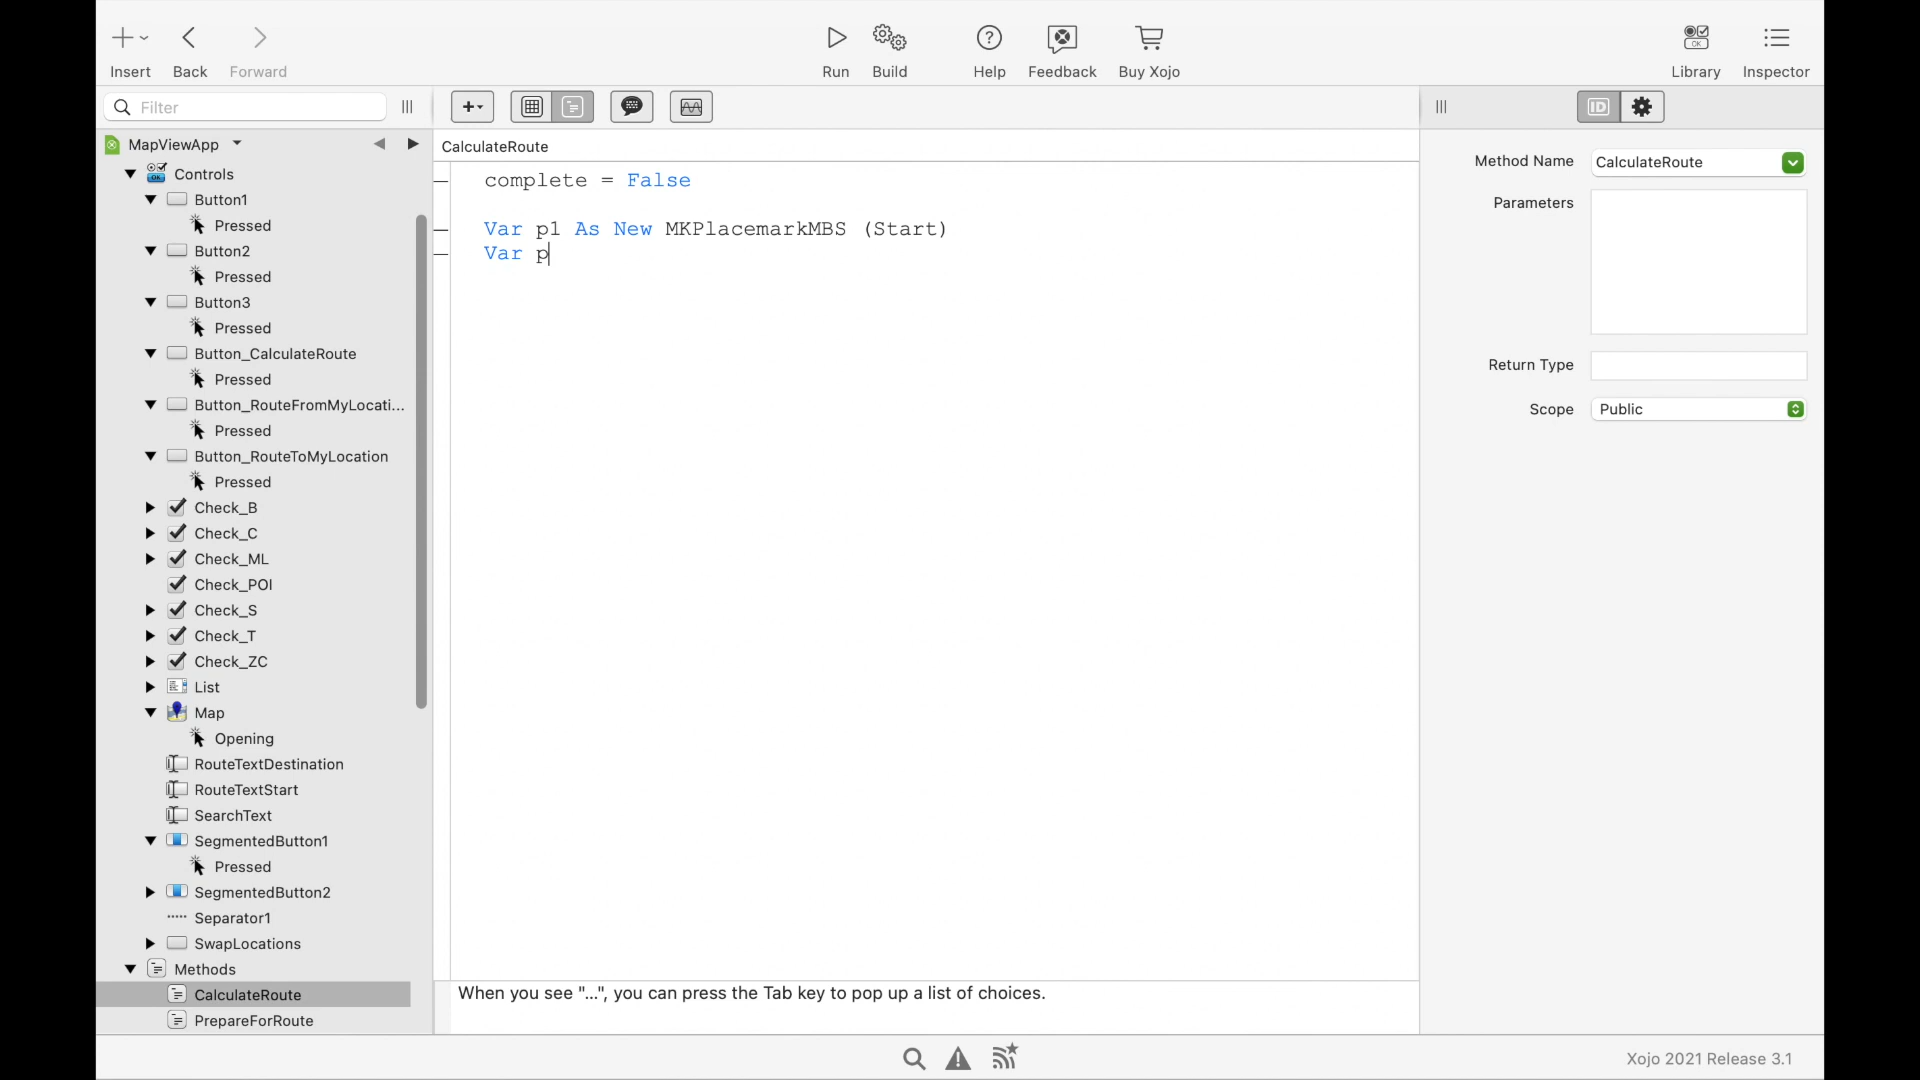 Insert
Back
Forward
Run
Build
Help
Feedback
Buy Xojo
Library
Inspector
Filter
ID
MapViewApp
CalculateRoute
Controls
Button1
Pressed
Button2
Pressed
Button3
Pressed
Button_CalculateRoute
Pressed
Button_RouteFromMyLocati...
Pressed
Button_RouteToMyLocation
Pressed
Check_B
Check_C
Check_ML
Check_POI
Check_S
Check_T
Check_ZC
List
Map
Opening
RouteTextDestination
RouteTextStart
SearchText
SegmentedButton1
Pressed
SegmentedButton2
Separator1
SwapLocations
Methods
CalculateRoute
PrepareForRoute
complete = False
Var p1 As New MKPlacemarkMBS (Start)
Var p
When you see "...", you can press the Tab key to pop up a list of choices.
Method Name CalculateRoute
Parameters
Return Type
Scope Public
Xojo 2021 Release 3.1